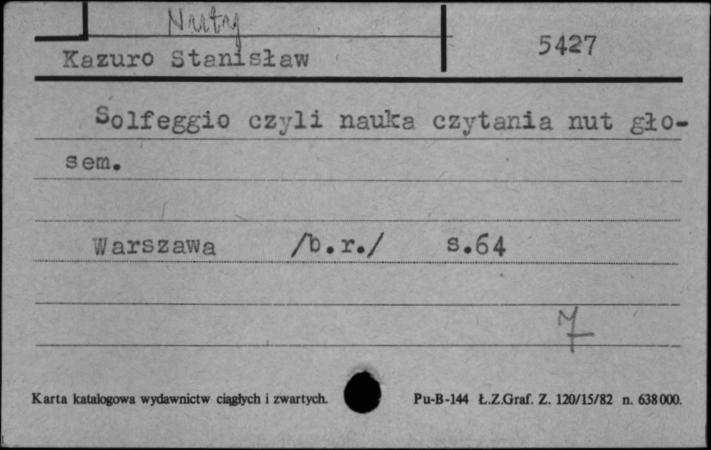 Nuty
Kazuro Stanisław 5427
Solfeggio czyli nauka czytania nut gło-
sem.
Warszawa /b.r./ s.64
7
Karta katalogowa wydawnictw ciągłych i zwartych. Pu-B-144 Ł.Z.Graf. Z. 120/15/82 n. 638000.